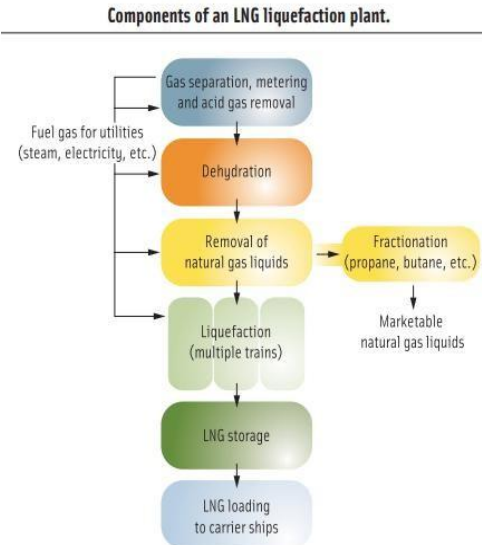 Components of an LNG liquefaction plant.
Gas separation, metering
and acid gas removal
Fuel gas for utilities
(steam, electricity, etc.)
Dehydration
Removal of
natural gas liquids
Fractionation
(propane, butane, etc.)
Marketable
natural gas liquids
Liquefaction
(multiple trains)
LNG storage
LNG loading
to carrier ships